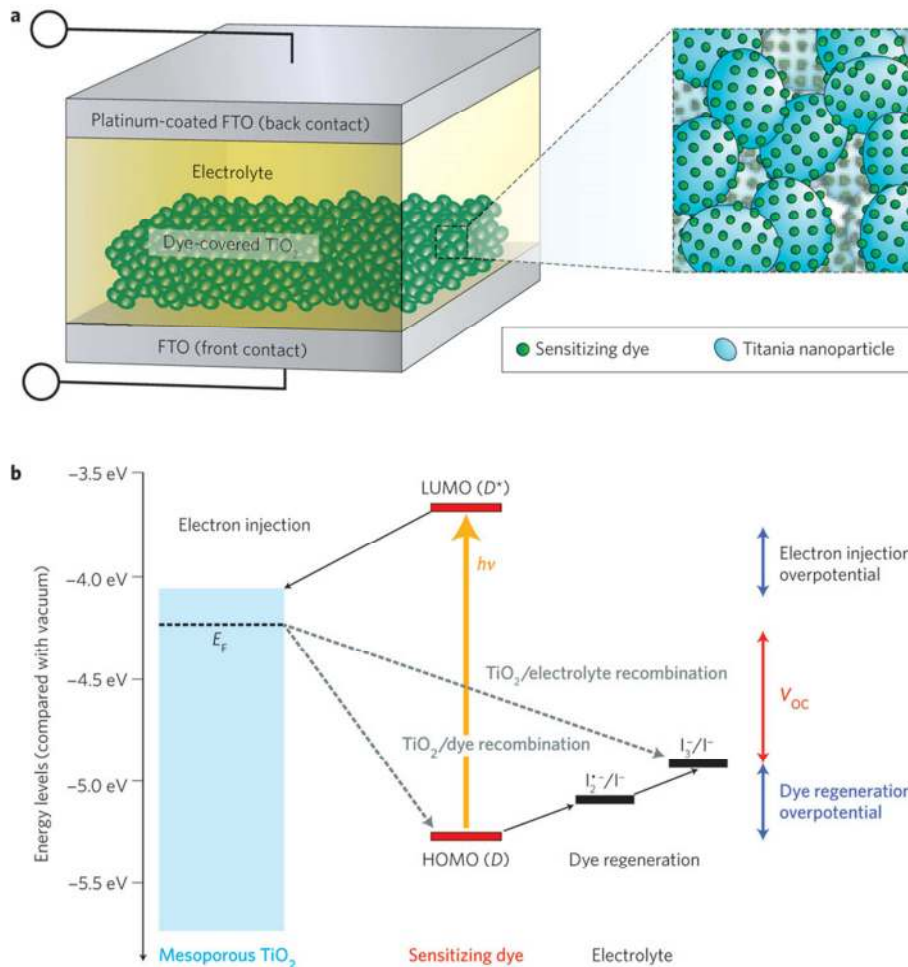 a
Platinum-coated FTO (back contact)
Electrolyte
Dye-covered TiO₂
FTO (front contact)
Sensitizing dye
Titania nanoparticle
b
−3.5 eV
−4.0 eV
−4.5 eV
−5.0 eV
−5.5 eV
Energy levels (compared with vacuum)
Electron injection
LUMO (D*)
hν
E_F
TiO₂/electrolyte recombination
TiO₂/dye recombination
I₃⁻/I⁻
I₂•⁻/I⁻
HOMO (D)
Dye regeneration
Electron injection
overpotential
V_OC
Dye regeneration
overpotential
Mesoporous TiO₂
Sensitizing dye
Electrolyte